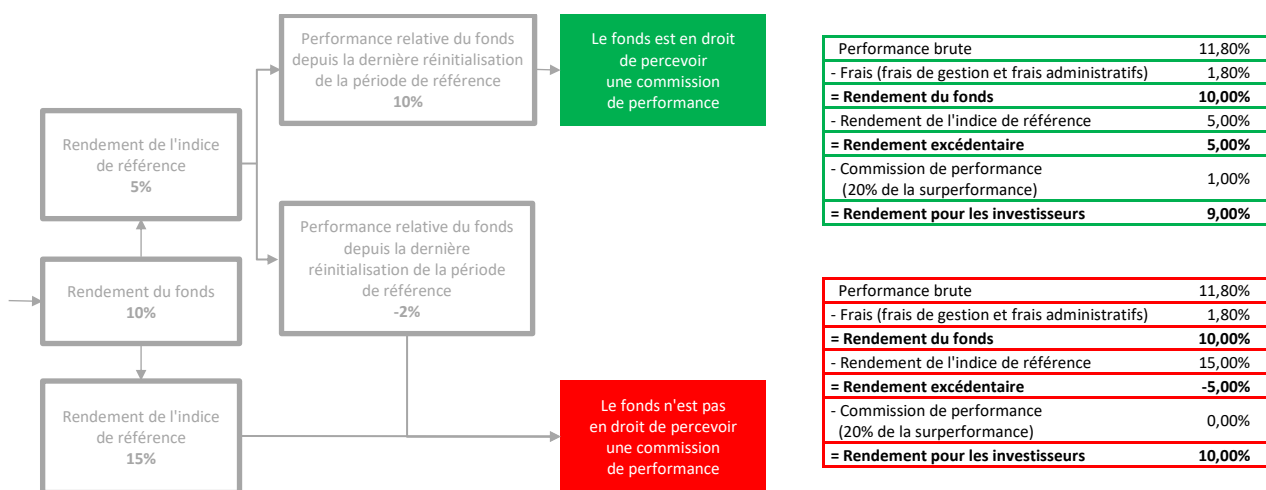 Performance relative du fonds
depuis la dernière réinitialisation
de la période de référence
10%
Le fonds est en droit
de percevoir
une commission
de performance
Rendement de l'indice
de référence
5%
Performance relative du fonds
depuis la dernière
réinitialisation de la période
de référence
-2%
Rendement du fonds
10%
Rendement de l'indice
de référence
15%
Le fonds n'est pas
en droit de percevoir
une commission
de performance
Performance brute 11,80%
- Frais (frais de gestion et frais administratifs) 1,80%
= Rendement du fonds 10,00%
- Rendement de l'indice de référence 5,00%
= Rendement excédentaire 5,00%
- Commission de performance
(20% de la surperformance) 1,00%
= Rendement pour les investisseurs 9,00%
Performance brute 11,80%
- Frais (frais de gestion et frais administratifs) 1,80%
= Rendement du fonds 10,00%
- Rendement de l'indice de référence 15,00%
= Rendement excédentaire -5,00%
- Commission de performance
(20% de la surperformance) 0,00%
= Rendement pour les investisseurs 10,00%